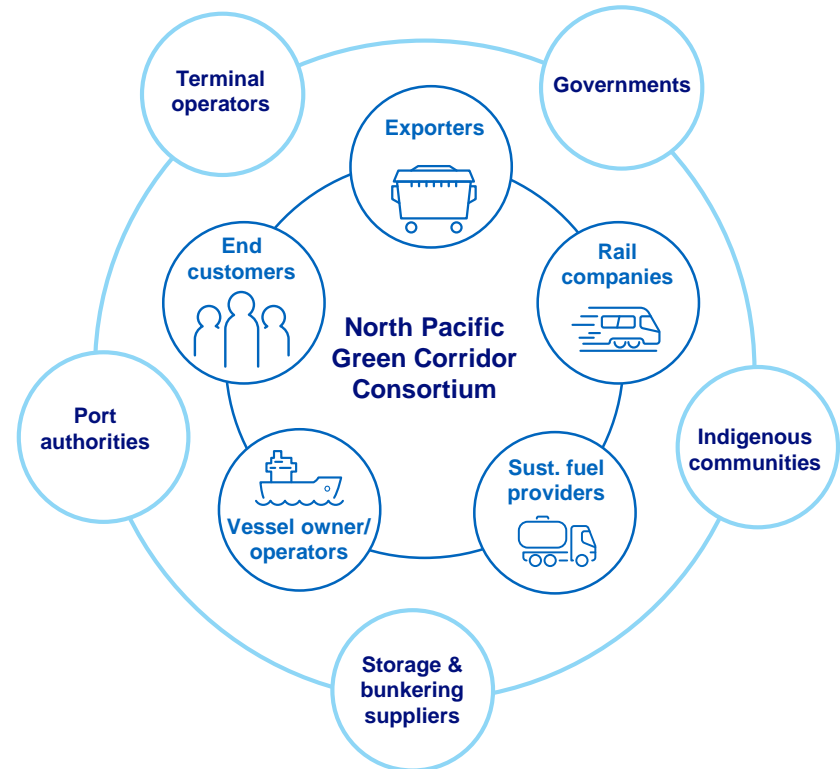 Terminal
operators
Governments
Exporters
End
customers
Rail
companies
North Pacific
Green Corridor
Consortium
Port
authorities
Indigenous
communities
Vessel owner/
operators
Sust. fuel
providers
Storage &
bunkering
suppliers